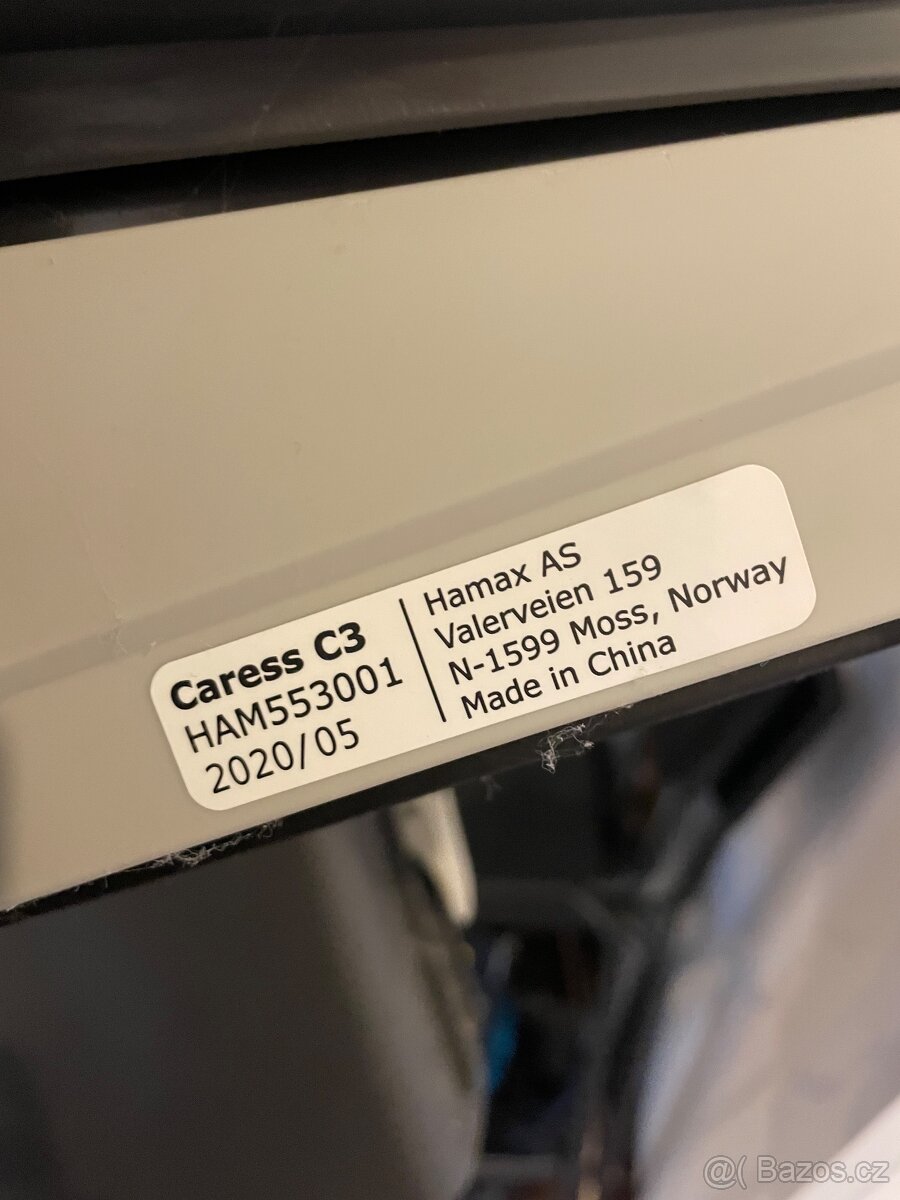 Caress C3
HAM553001
2020/05
Hamax AS
Valerveien 159
N-1599 Moss, Norway
Made in China
@( Bazos.cz